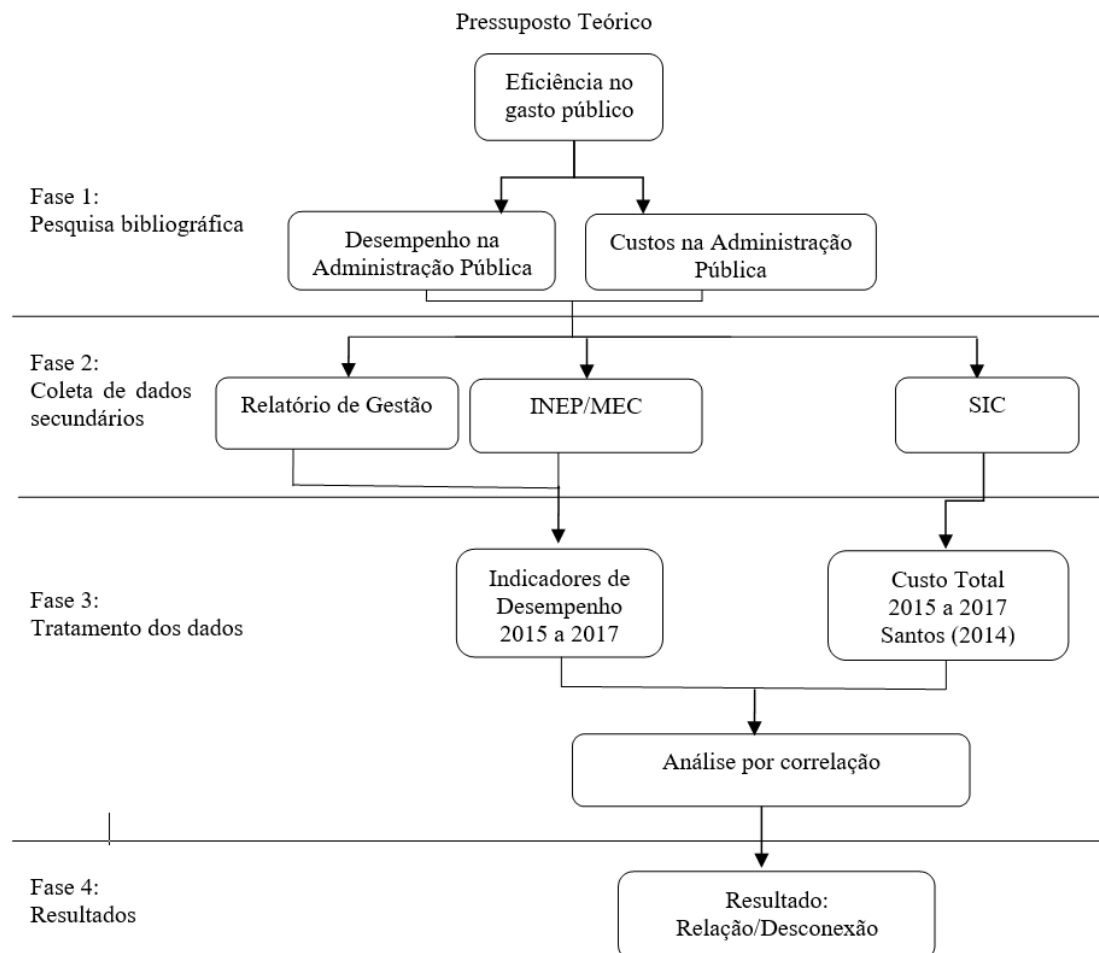 Pressuposto Teórico
Eficiência no
gasto público
Fase 1:
Pesquisa bibliográfica
Desempenho na
Administração Pública
Custos na Administração
Pública
Fase 2:
Coleta de dados
secundários
Relatório de Gestão
INEP/MEC
SIC
Fase 3:
Tratamento dos dados
Indicadores de
Desempenho
2015 a 2017
Custo Total
2015 a 2017
Santos (2014)
Análise por correlação
Fase 4:
Resultados
Resultado:
Relação/Desconexão